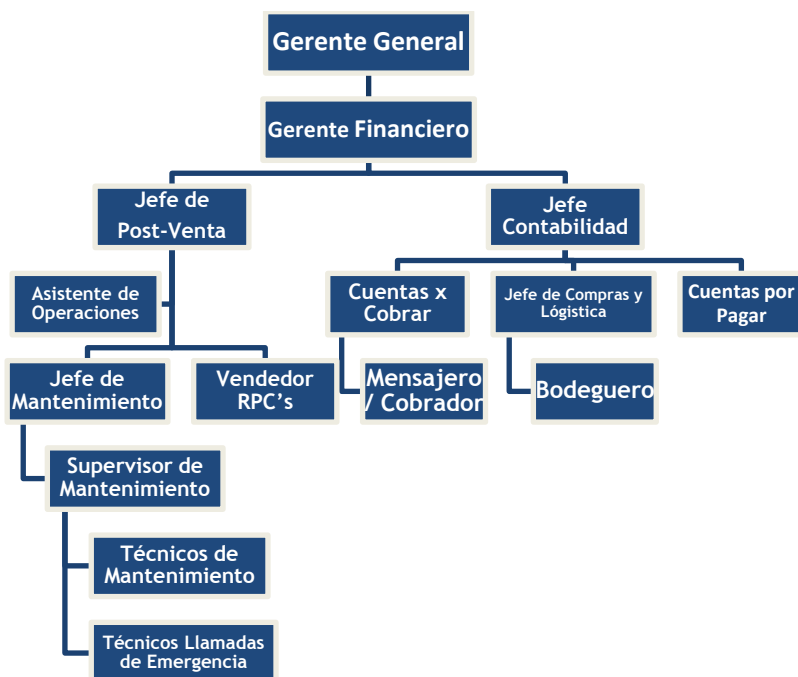 Gerente General
Gerente Financiero
Jefe de
Post-Venta
Jefe
Contabilidad
Asistente de
Operaciones
Cuentas x
Cobrar
Jefe de Compras y
Lógistica
Cuentas por
Pagar
Jefe de
Mantenimiento
Vendedor
RPC’s
Mensajero
/ Cobrador
Bodeguero
Supervisor de
Mantenimiento
Técnicos de
Mantenimiento
Técnicos Llamadas
de Emergencia